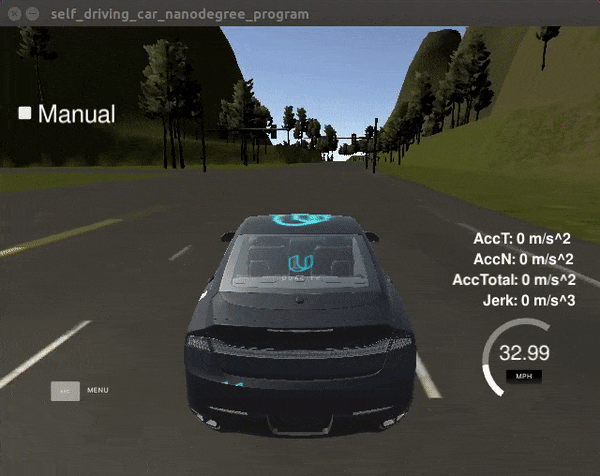 self_driving_car_nanodegree_program
Manual
AccT: 0 m/s^2
AccN: 0 m/s^2
AccTotal: 0 m/s^2
Jerk: 0 m/s^3
32.99
MPH
MENU